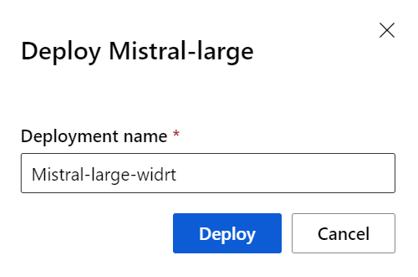 Deploy Mistral-large
Deployment name *
Mistral-large-widrt
Deploy
Cancel